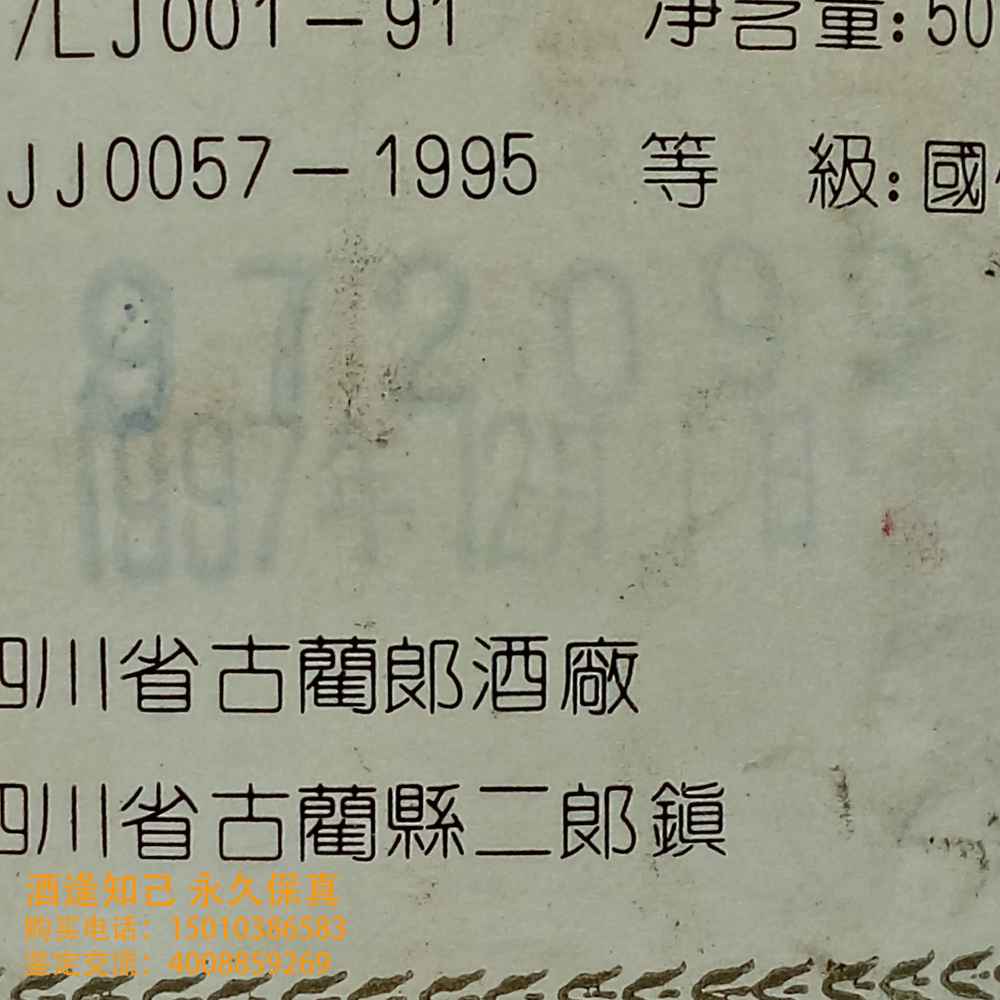 /LJ001-91 净含量: 50
JJ0057-1995 等 級: 國
1997年12月1日
四川省古藺郎酒廠
四川省古藺縣二郎鎮
酒逢知己 永久保真
购买电话: 15010386583
鉴定交流: 4008859269